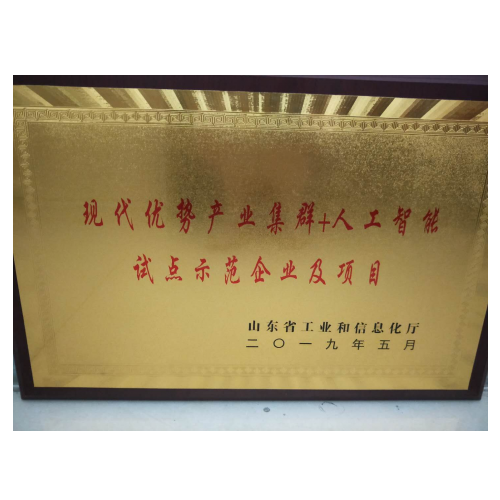 现代优势产业集群+人工智能
试点示范企业及项目
山东省工业和信息化厅
二〇一九年五月